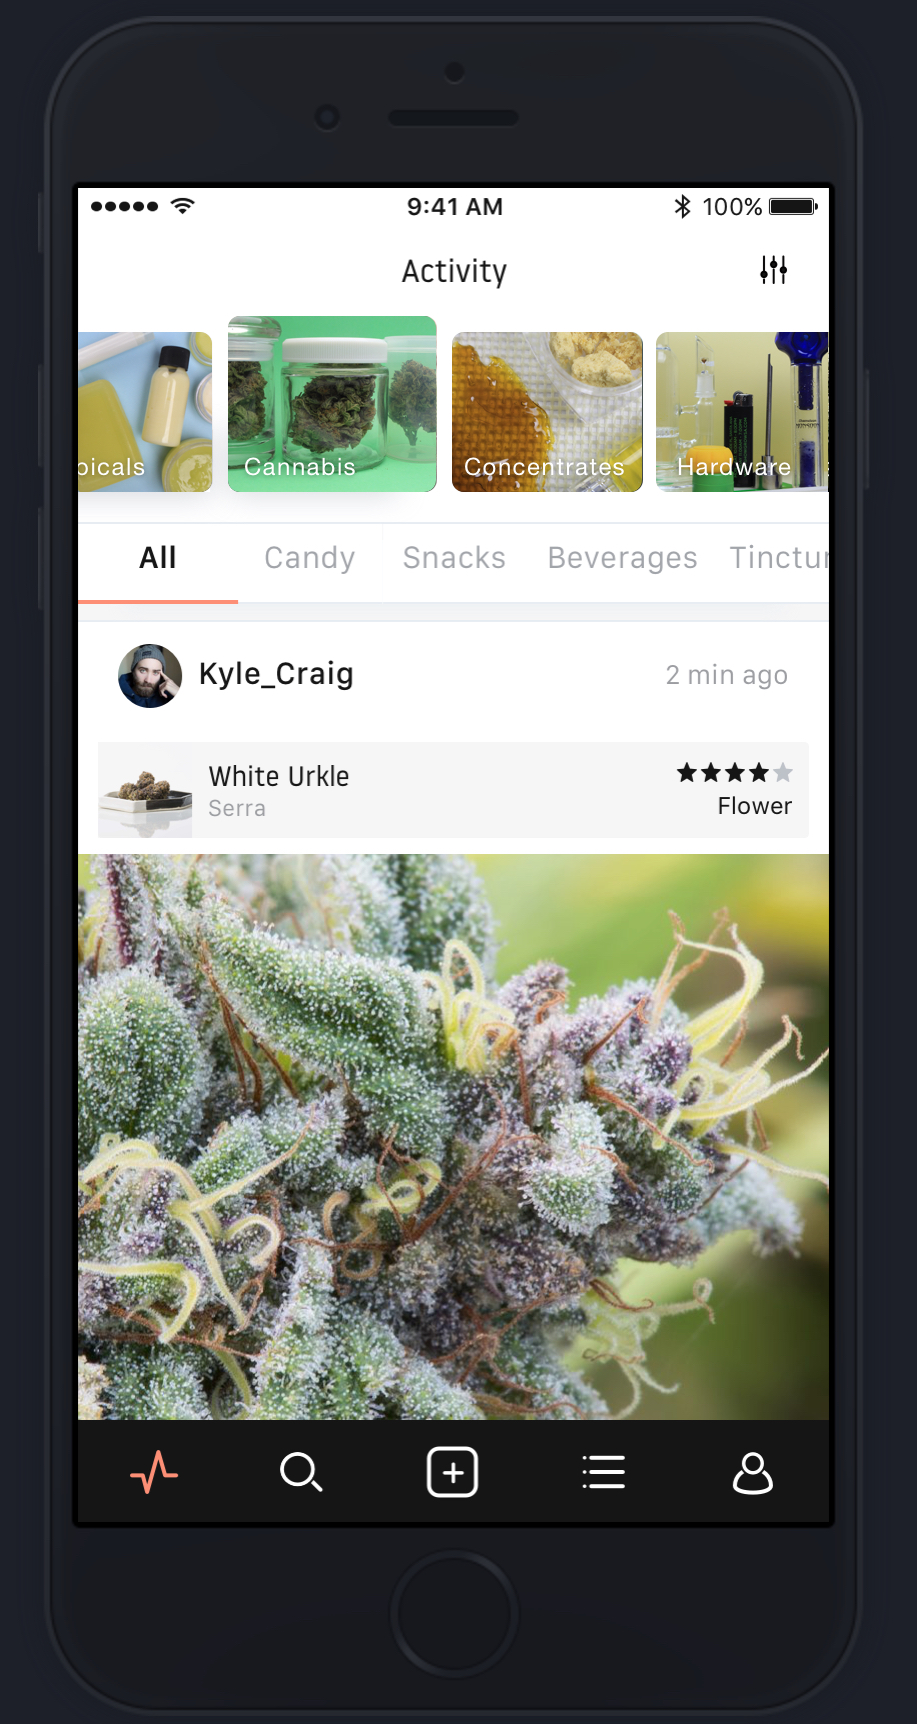 9:41 AM 100%
Activity
picals Cannabis Concentrates Hardware
All Candy Snacks Beverages Tinctur
Kyle_Craig 2 min ago
White Urkle
Serra Flower